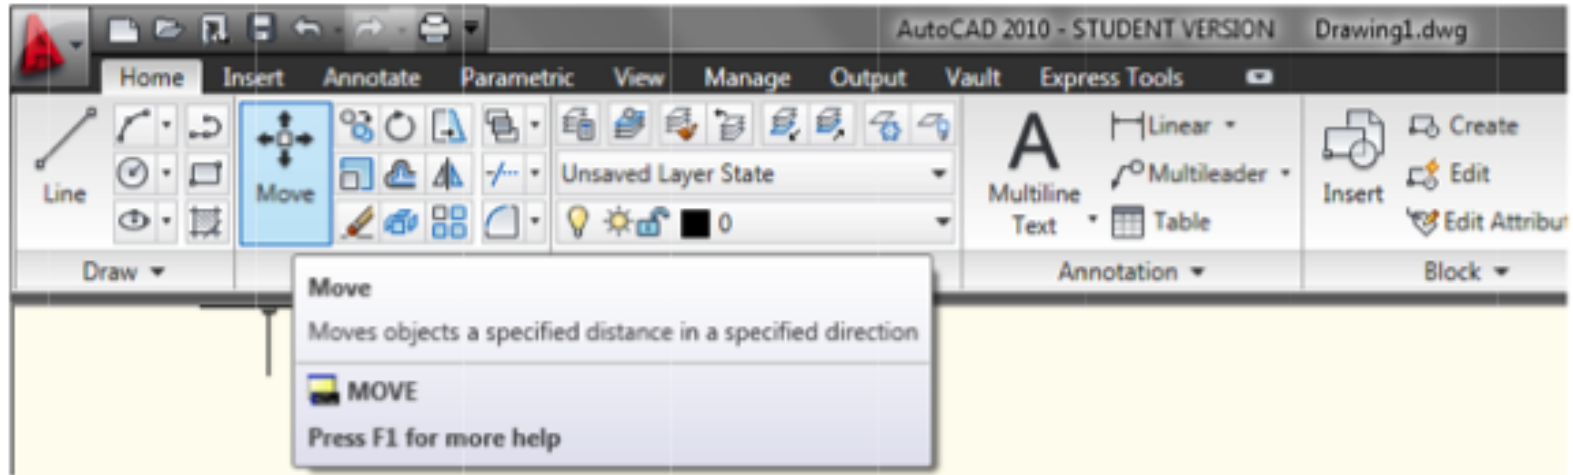 AutoCAD 2010 - STUDENT VERSION Drawing1.dwg
Home Insert Annotate Parametric View Manage Output Vault Express Tools
Line
Move
Unsaved Layer State
0
Multiline
Text
Linear
Multileader
Table
Insert
Create
Edit
Edit Attribu
Draw
Annotation
Block
Move
Moves objects a specified distance in a specified direction
MOVE
Press F1 for more help